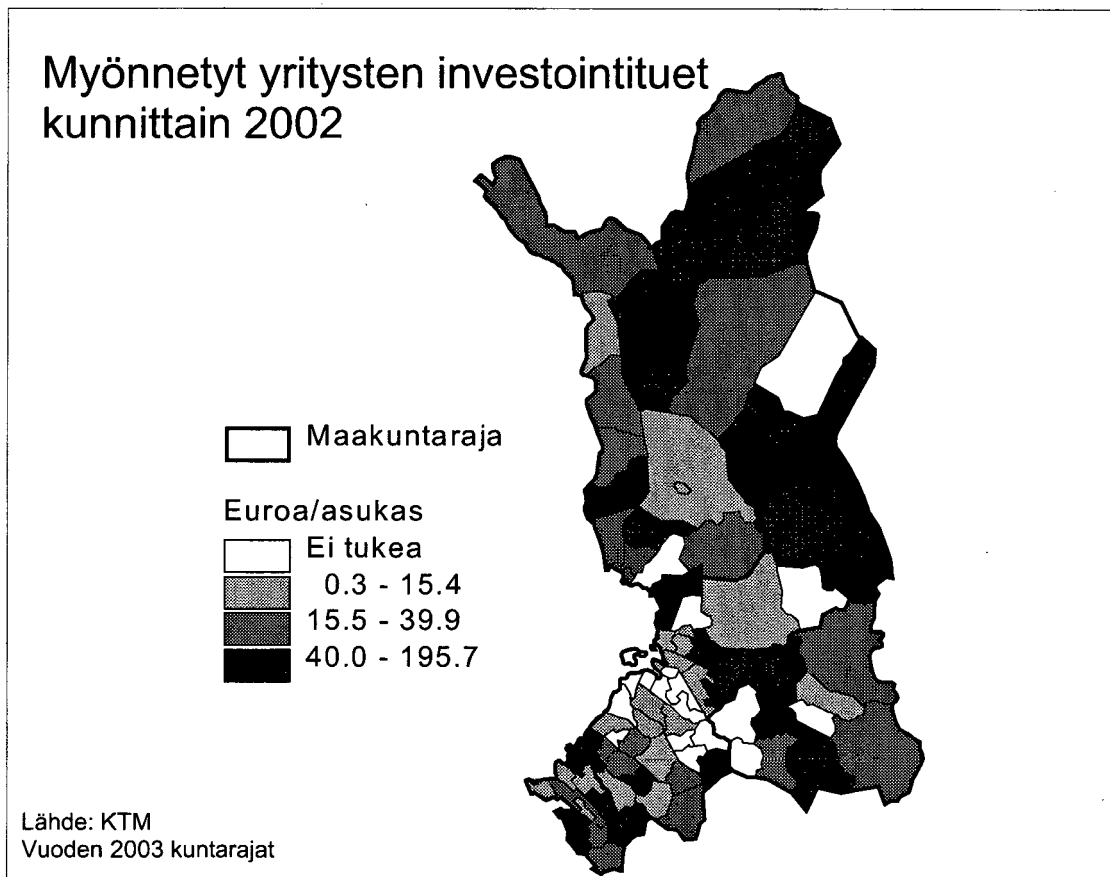 Myönnetyt yritysten investointituet
kunnittain 2002
Maakuntaraja
Euroa/asukas
Ei tukea
0.3 - 15.4
15.5 - 39.9
40.0 - 195.7
Lähde: KTM
Vuoden 2003 kuntarajat